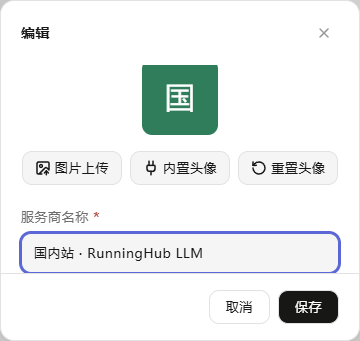 编辑
国
图片上传 内置头像 重置头像
服务商名称 *
国内站 · RunningHub LLM
取消 保存